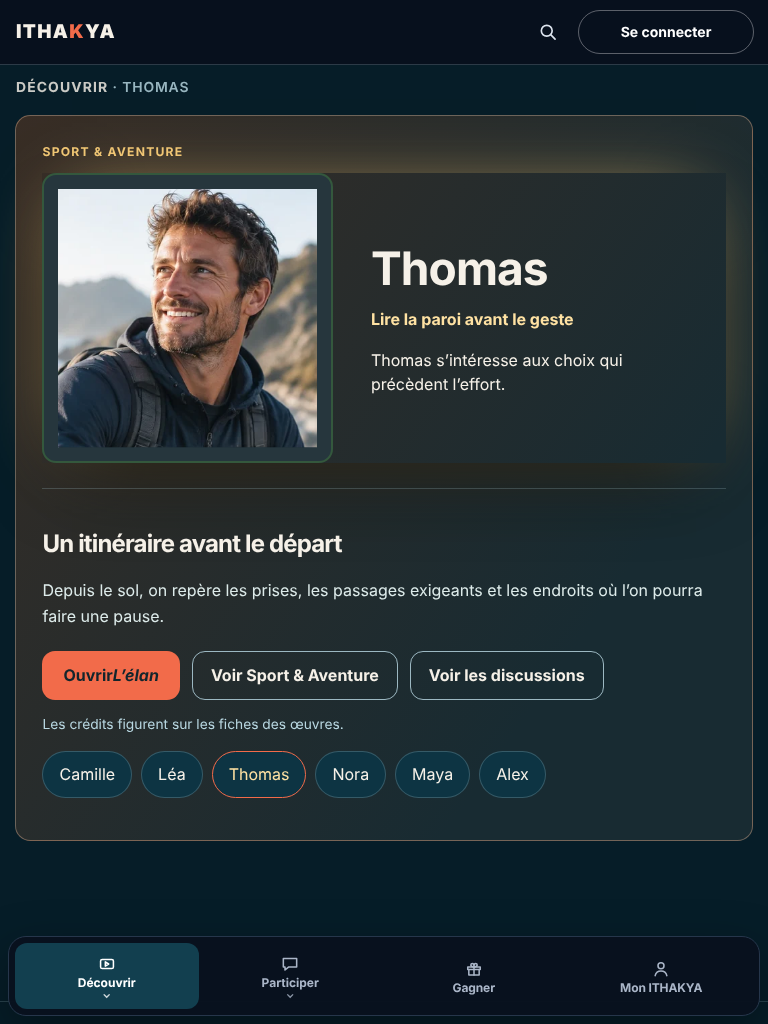 ITHAKYA
Se connecter
DÉCOUVRIR · THOMAS
SPORT & AVENTURE
Thomas
Lire la paroi avant le geste
Thomas s’intéresse aux choix qui
précèdent l’effort.
Un itinéraire avant le départ
Depuis le sol, on repère les prises, les passages exigeants et les endroits où l’on pourra
faire une pause.
OuvrirL’élan
Voir Sport & Aventure
Voir les discussions
Les crédits figurent sur les fiches des œuvres.
Camille
Léa
Thomas
Nora
Maya
Alex
Découvrir
Participer
Gagner
Mon ITHAKYA